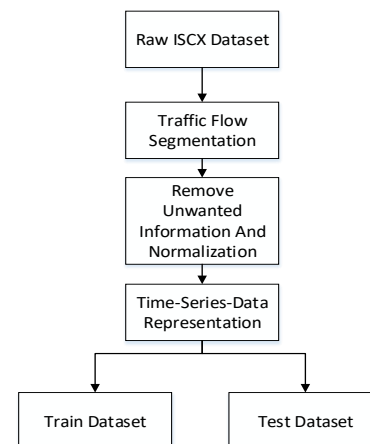 Raw ISCX Dataset
Traffic Flow
Segmentation
Remove
Unwanted
Information And
Normalization
Time-Series-Data
Representation
Train Dataset
Test Dataset